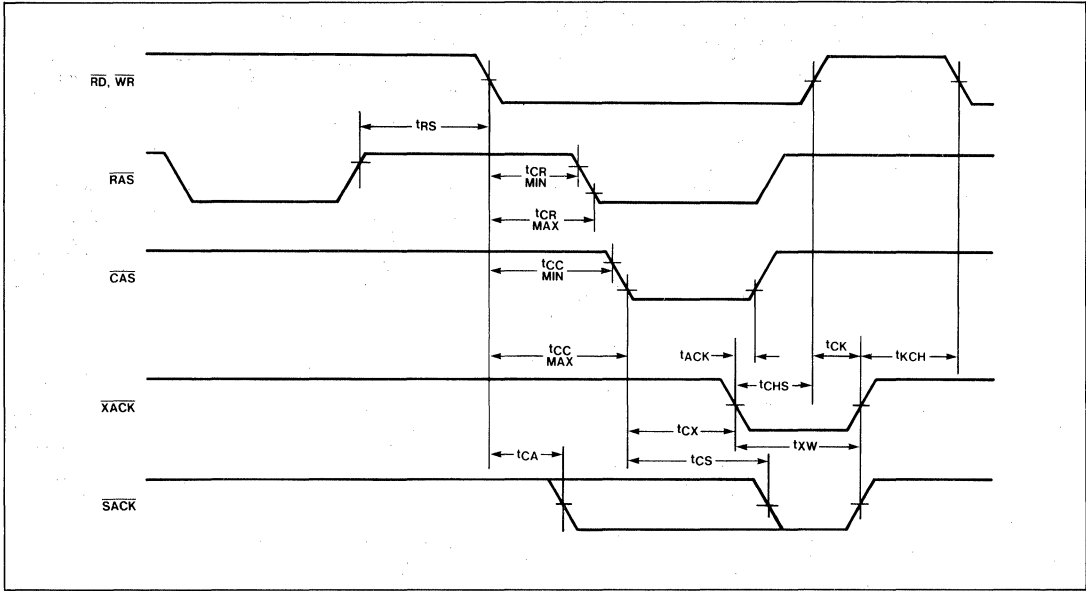 RD, WR
tRS
RAS
tCR
MIN
tCR
MAX
CAS
tCC
MIN
tCC
MAX
tACK
tCK
tKCH
tCHS
XACK
tCX
tXW
tCA
tCS
SACK